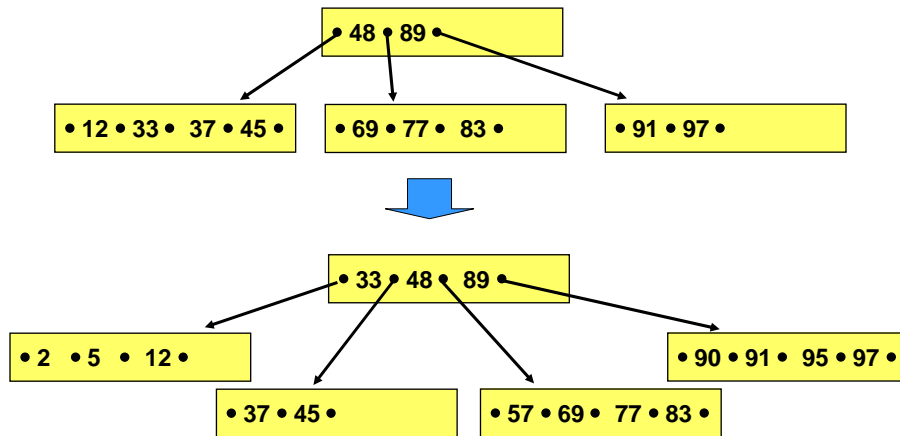 • 48 • 89 •
• 12 • 33 • 37 • 45 •
• 69 • 77 • 83 •
• 91 • 97 •
• 33 • 48 • 89 •
• 2 • 5 • 12 •
• 90 • 91 • 95 • 97 •
• 37 • 45 •
• 57 • 69 • 77 • 83 •